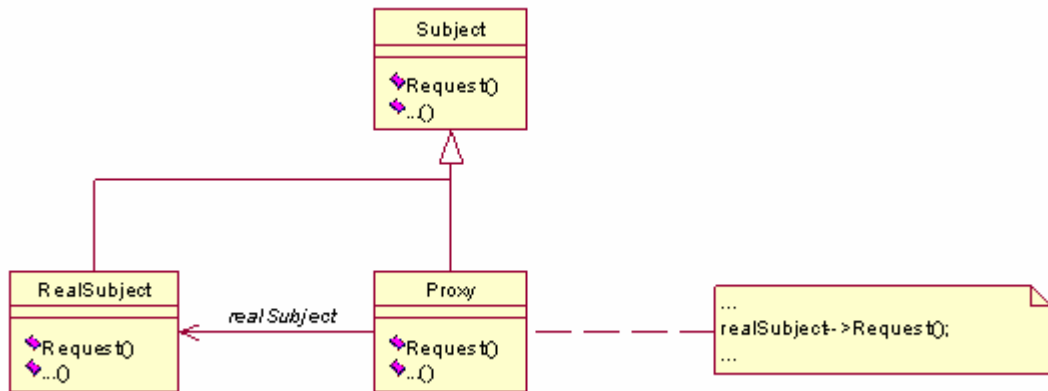 Subject
Request()
...()
RealSubject
Request()
...()
realSubject
Proxy
Request()
...()
...
realSubject->Request();
...